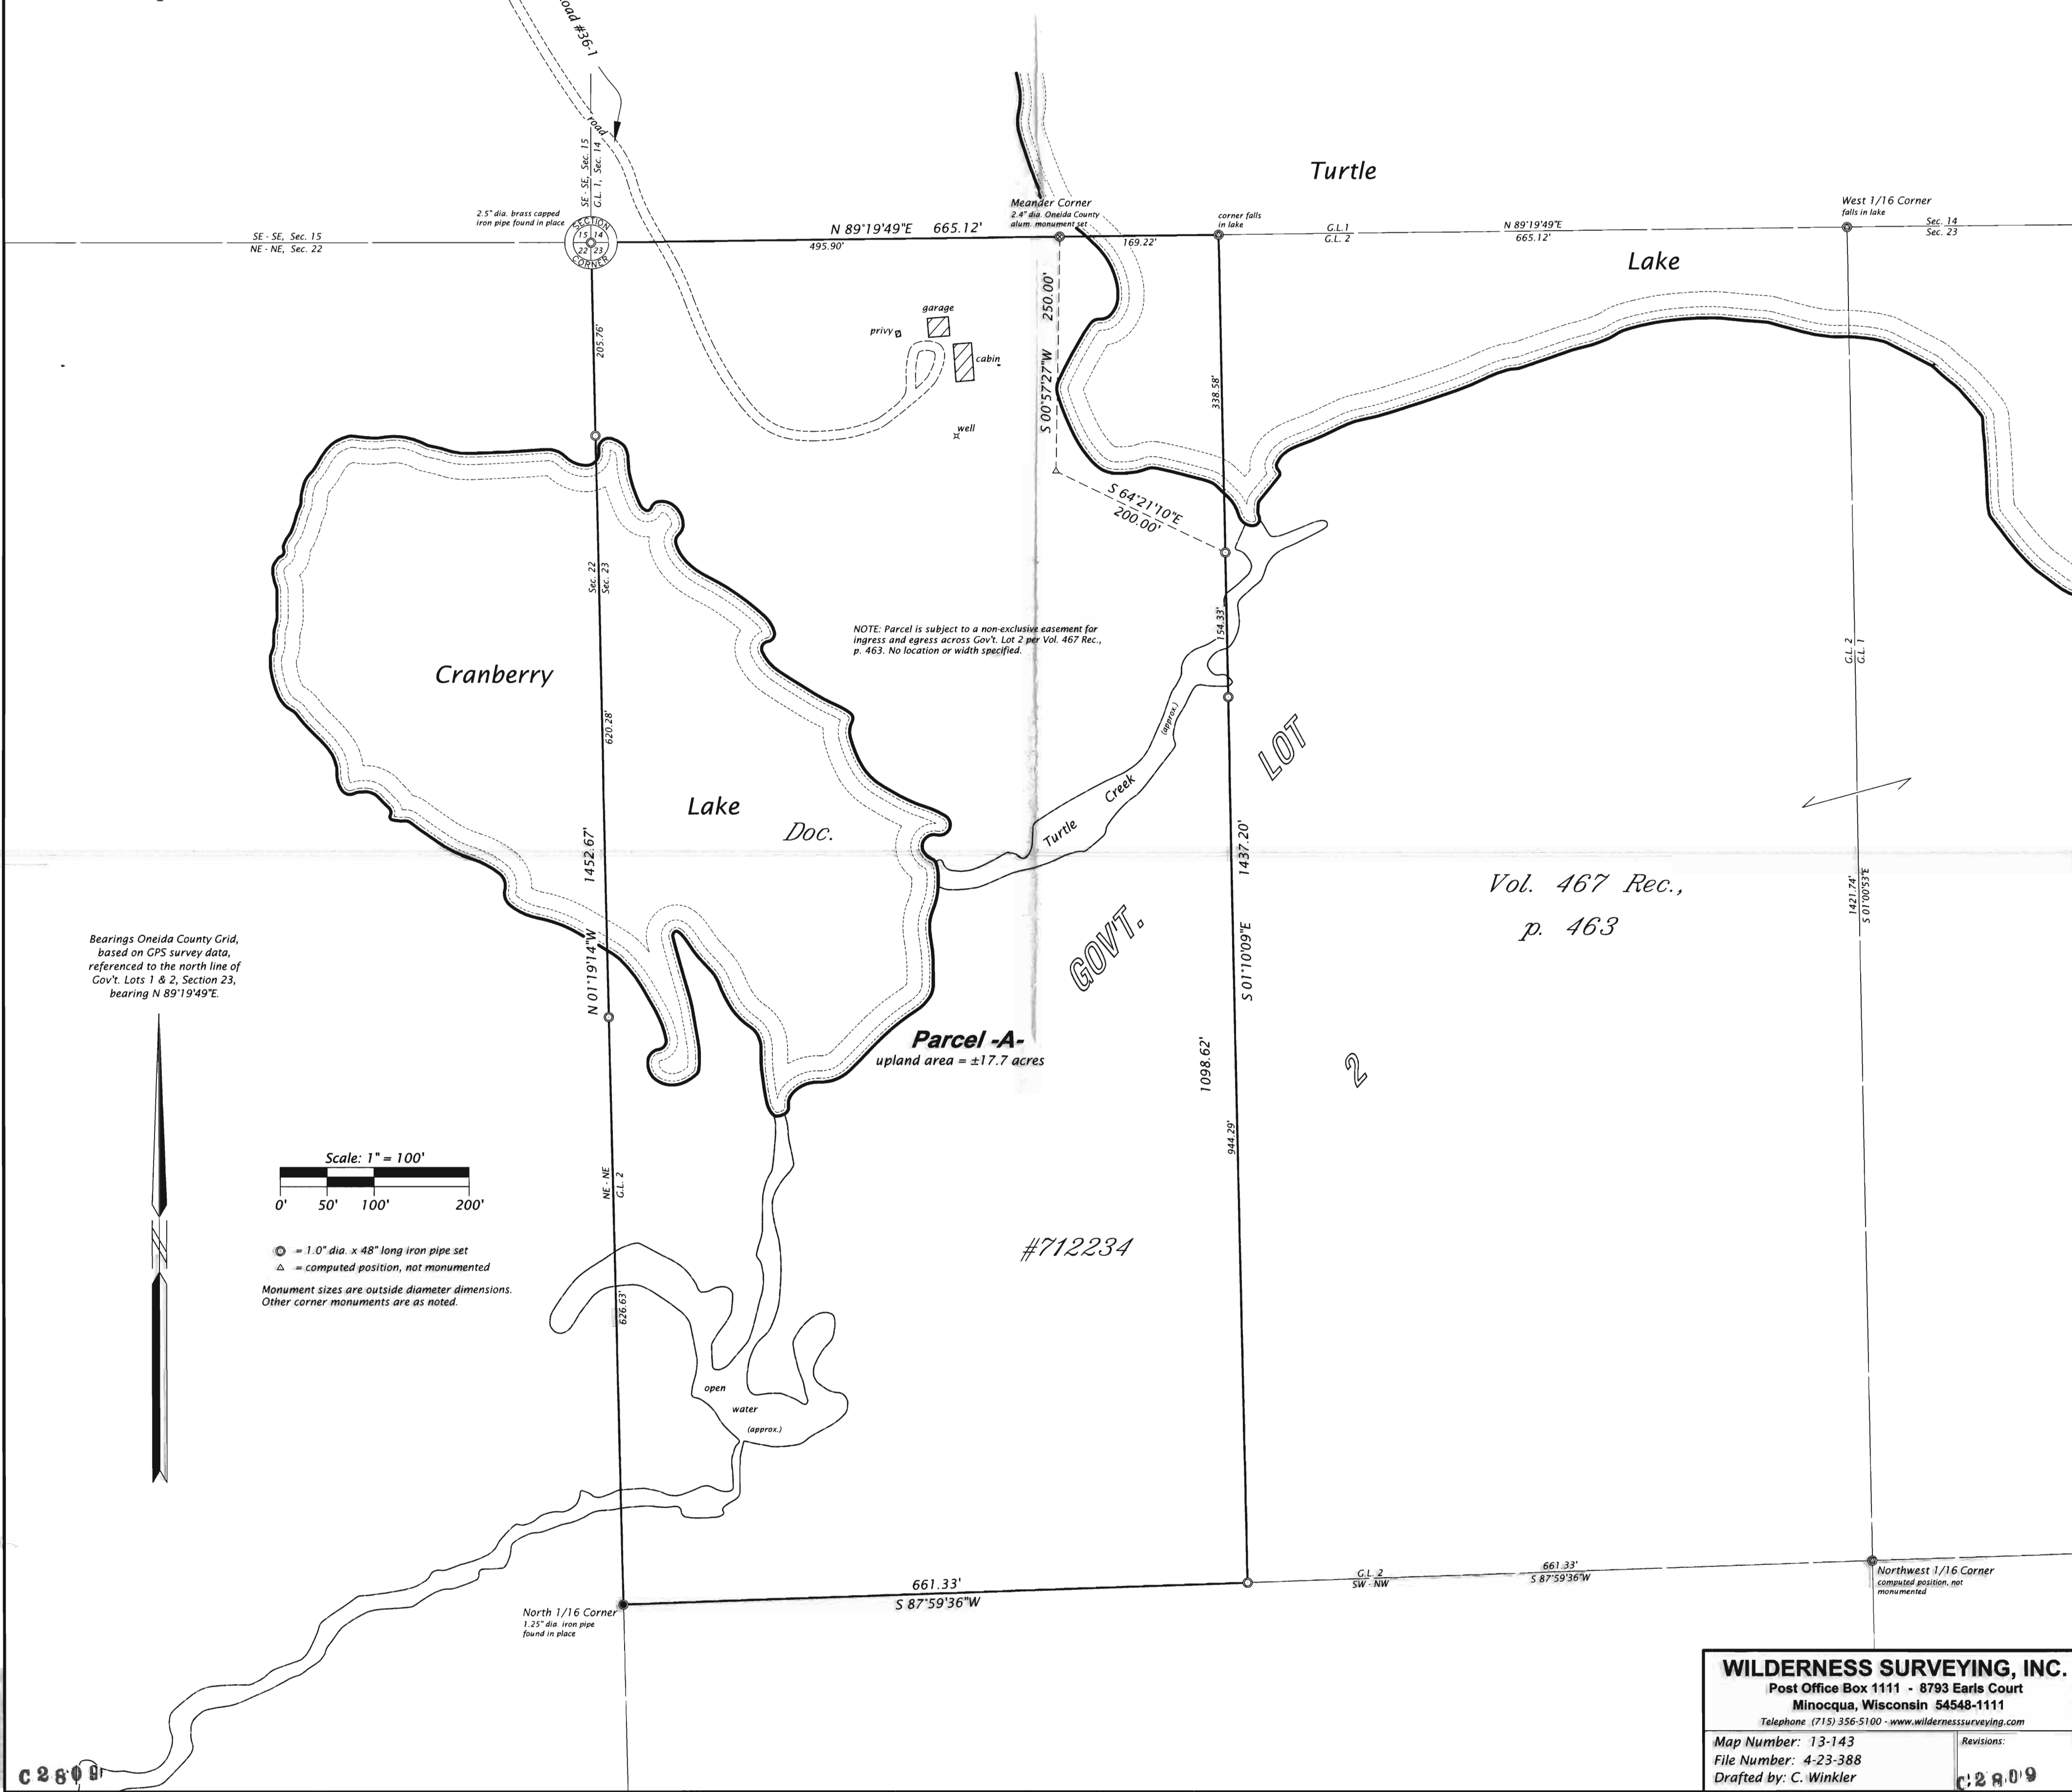 oad #36-1
road
SE - SE, Sec. 15
G.L. 1, Sec. 14
Turtle
2.5" dia. brass capped
iron pipe found in place
SECTION
15 14
22 23
CORNER
SE - SE, Sec. 15
NE - NE, Sec. 22
N 89°19'49"E 665.12'
495.90'
Meander Corner
2.4" dia. Oneida County
alum. monument set
169.22'
corner falls
in lake
G.L.1
G.L. 2
N 89°19'49"E
665.12'
West 1/16 Corner
falls in lake
Sec. 14
Sec. 23
Lake
205.76'
garage
privy
cabin
well
S 00°57'27"W 250.00'
338.58'
S 64°21'10"E
200.00'
Sec. 22
Sec. 23
154.33'
NOTE: Parcel is subject to a non-exclusive easement for
ingress and egress across Gov't. Lot 2 per Vol. 467 Rec.,
p. 463. No location or width specified.
G.L. 2
G.L. 1
Cranberry
620.28'
(approx.)
LOT
Lake
Doc.
Turtle Creek
N 01°19'14"W 1452.67'
S 01°10'09"E 1437.20'
Vol. 467 Rec.,
p. 463
1421.74'
S 01°00'53"E
GOV'T.
Bearings Oneida County Grid,
based on GPS survey data,
referenced to the north line of
Gov't. Lots 1 & 2, Section 23,
bearing N 89°19'49"E.
Parcel -A-
upland area = ±17.7 acres
1098.62'
2
944.29'
Scale: 1" = 100'
0' 50' 100' 200'
NE - NE
G.L. 2
N
#712234
= 1.0" dia. x 48" long iron pipe set
= computed position, not monumented
Monument sizes are outside diameter dimensions.
Other corner monuments are as noted.
626.63'
open
water
(approx.)
661.33'
S 87°59'36"W
G.L. 2
SW - NW
661.33'
S 87°59'36"W
Northwest 1/16 Corner
computed position, not
monumented
North 1/16 Corner
1.25" dia. iron pipe
found in place
WILDERNESS SURVEYING, INC.
Post Office Box 1111 - 8793 Earls Court
Minocqua, Wisconsin 54548-1111
Telephone (715) 356-5100 - www.wildernesssurveying.com
Map Number: 13-143
File Number: 4-23-388
Drafted by: C. Winkler
Revisions:
C2809
C2809